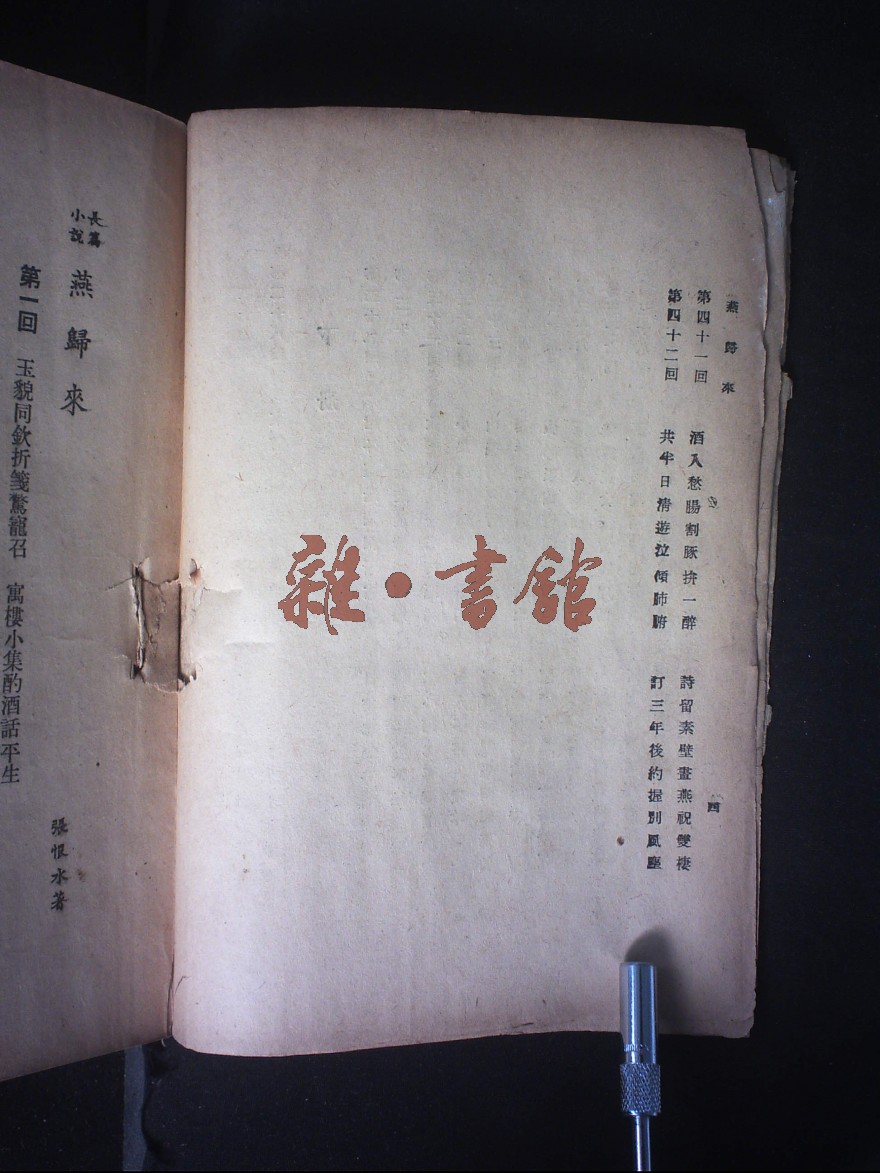 燕歸來
第四十一回 酒入愁腸割豚拚一醉 詩留素壁畫燕祝雙棲
第四十二回 共半日清遊泣傾肺腑 訂三年後約握別風塵
四
雜·書館
長篇小說 燕歸來
張恨水著
第一回 玉貌同欽折箋驚寵召 寓樓小集酌酒話平生